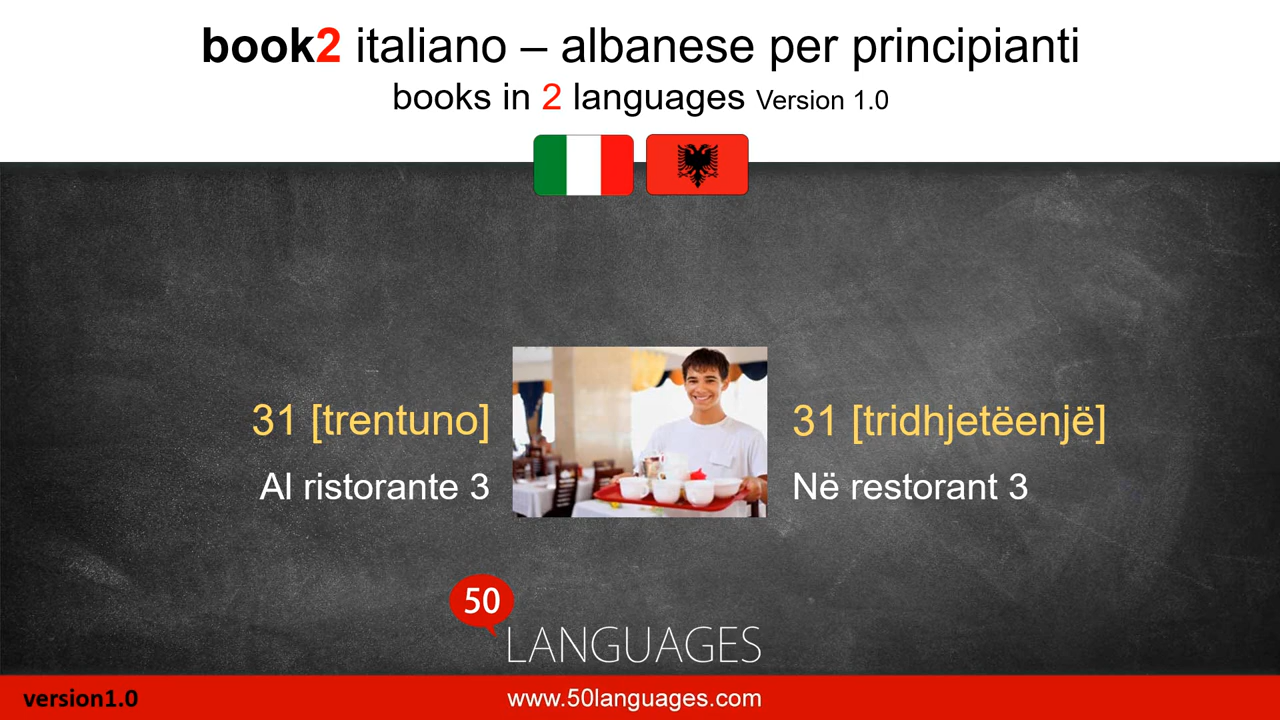 book2 italiano – albanese per principianti
books in 2 languages Version 1.0
31 [trentuno]
Al ristorante 3
31 [tridhjetëenjë]
Në restorant 3
50
LANGUAGES
version1.0
www.50languages.com